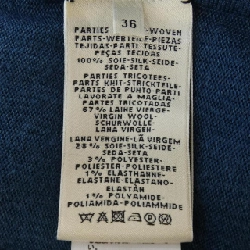 36
PARTIES - WOVEN
PARTS-WEBTEILE-PIEZAS
TEJIDAS-PARTI TESSUTE-
PEÇAS TECIDAS
100% SOIE-SILK-SEIDE-
SEDA-SETA
PARTIES TRICOTEES-
PARTS KNIT-STRICKTEILE-
PARTES DE PUNTO PARTI
LAVORATE A MAGLIA-
PARTES TRICOTADAS
67% LAINE VIERGE-
VIRGIN WOOL
SCHURWOLLE-
LANA VIRGEN-
LANA VERGINE-LÃ VIRGEM
28% SOIE-SILK-SEIDE
SEDA-SETA
3% POLYESTER-
POLIESTER-POLIESTERE
1% ELASTHANNE-
ELASTANE-ELASTANO-
ELASTAN
1% POLYAMIDE
POLIAMIDA-POLIAMMIDE